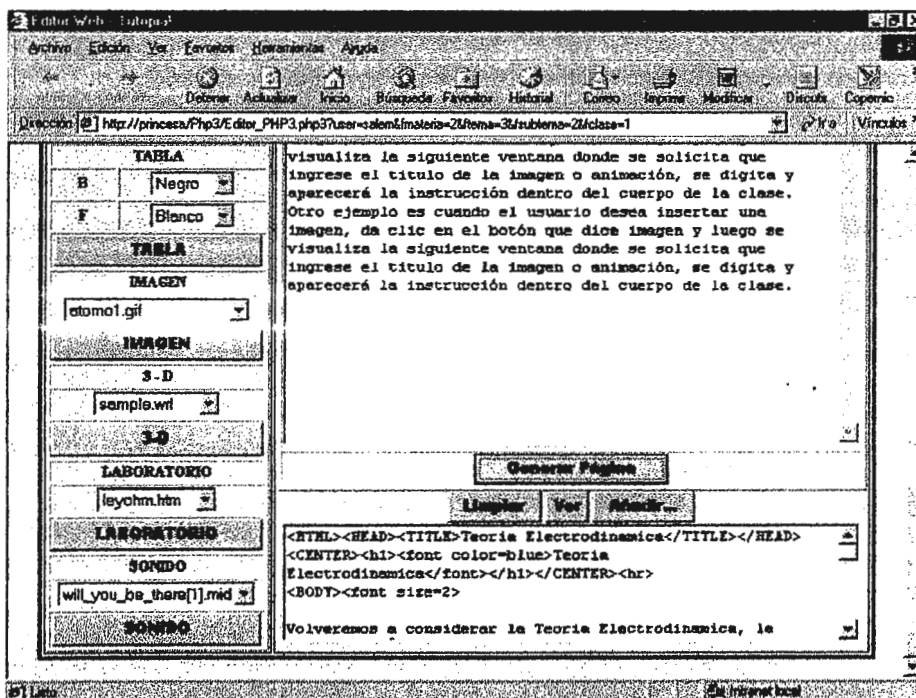 Editor Web - Tutopial
Archivo Edición Ver Favoritos Herramientas Ayuda
Detener Actualizar Inicio Búsqueda Favoritos Historial Correo Imprimir Modificar Discutir Copernic
Dirección http://princesa/Php3/Editor_PHP3.php3?user=salem&materia=2&tema=3&subtema=2&clase=1 Ir a Vínculos
TABLA
B Negro
F Blanco
TABLA
IMAGEN
atomo1.gif
IMAGEN
3 - D
sample.wrl
3-D
LABORATORIO
leyohm.htm
LABORATORIO
SONIDO
will_you_be_there[1].mid
SONIDO
visualiza la siguiente ventana donde se solicita que
ingrese el titulo de la imagen o animación, se digita y
aparecerá la instrucción dentro del cuerpo de la clase.
Otro ejemplo es cuando el usuario desea insertar una
imagen, da clic en el botón que dice imagen y luego se
visualiza la siguiente ventana donde se solicita que
ingrese el titulo de la imagen o animación, se digita y
aparecerá la instrucción dentro del cuerpo de la clase.
Generar Página
Limpiar Ver Añadir...
<HTML><HEAD><TITLE>Teoria Electrodinamica</TITLE></HEAD>
<CENTER><h1><font color=blue>Teoria
Electrodinamica</font></h1></CENTER><hr>
<BODY><font size=2>
Volveremos a considerar la Teoria Electrodinamica, la
Listo
Intranet local